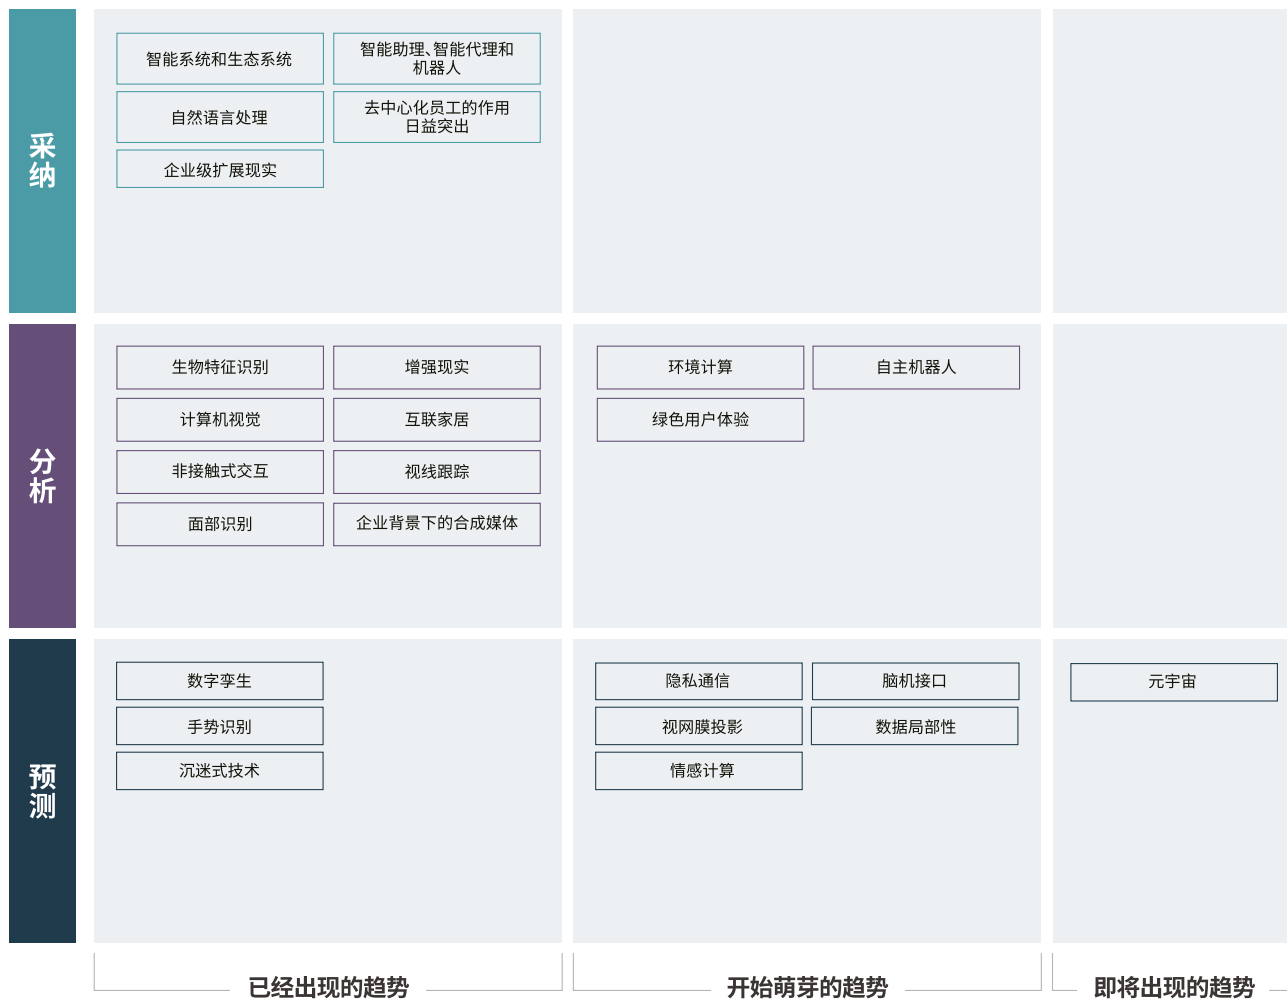 采
纳
智能系统和生态系统
智能助理、智能代理和
机器人
自然语言处理
去中心化员工的作用
日益突出
企业级扩展现实
分
析
生物特征识别
增强现实
计算机视觉
互联家居
非接触式交互
视线跟踪
面部识别
企业背景下的合成媒体
环境计算
自主机器人
绿色用户体验
预
测
数字孪生
手势识别
沉迷式技术
隐私通信
脑机接口
视网膜投影
数据局部性
情感计算
元宇宙
已经出现的趋势
开始萌芽的趋势
即将出现的趋势